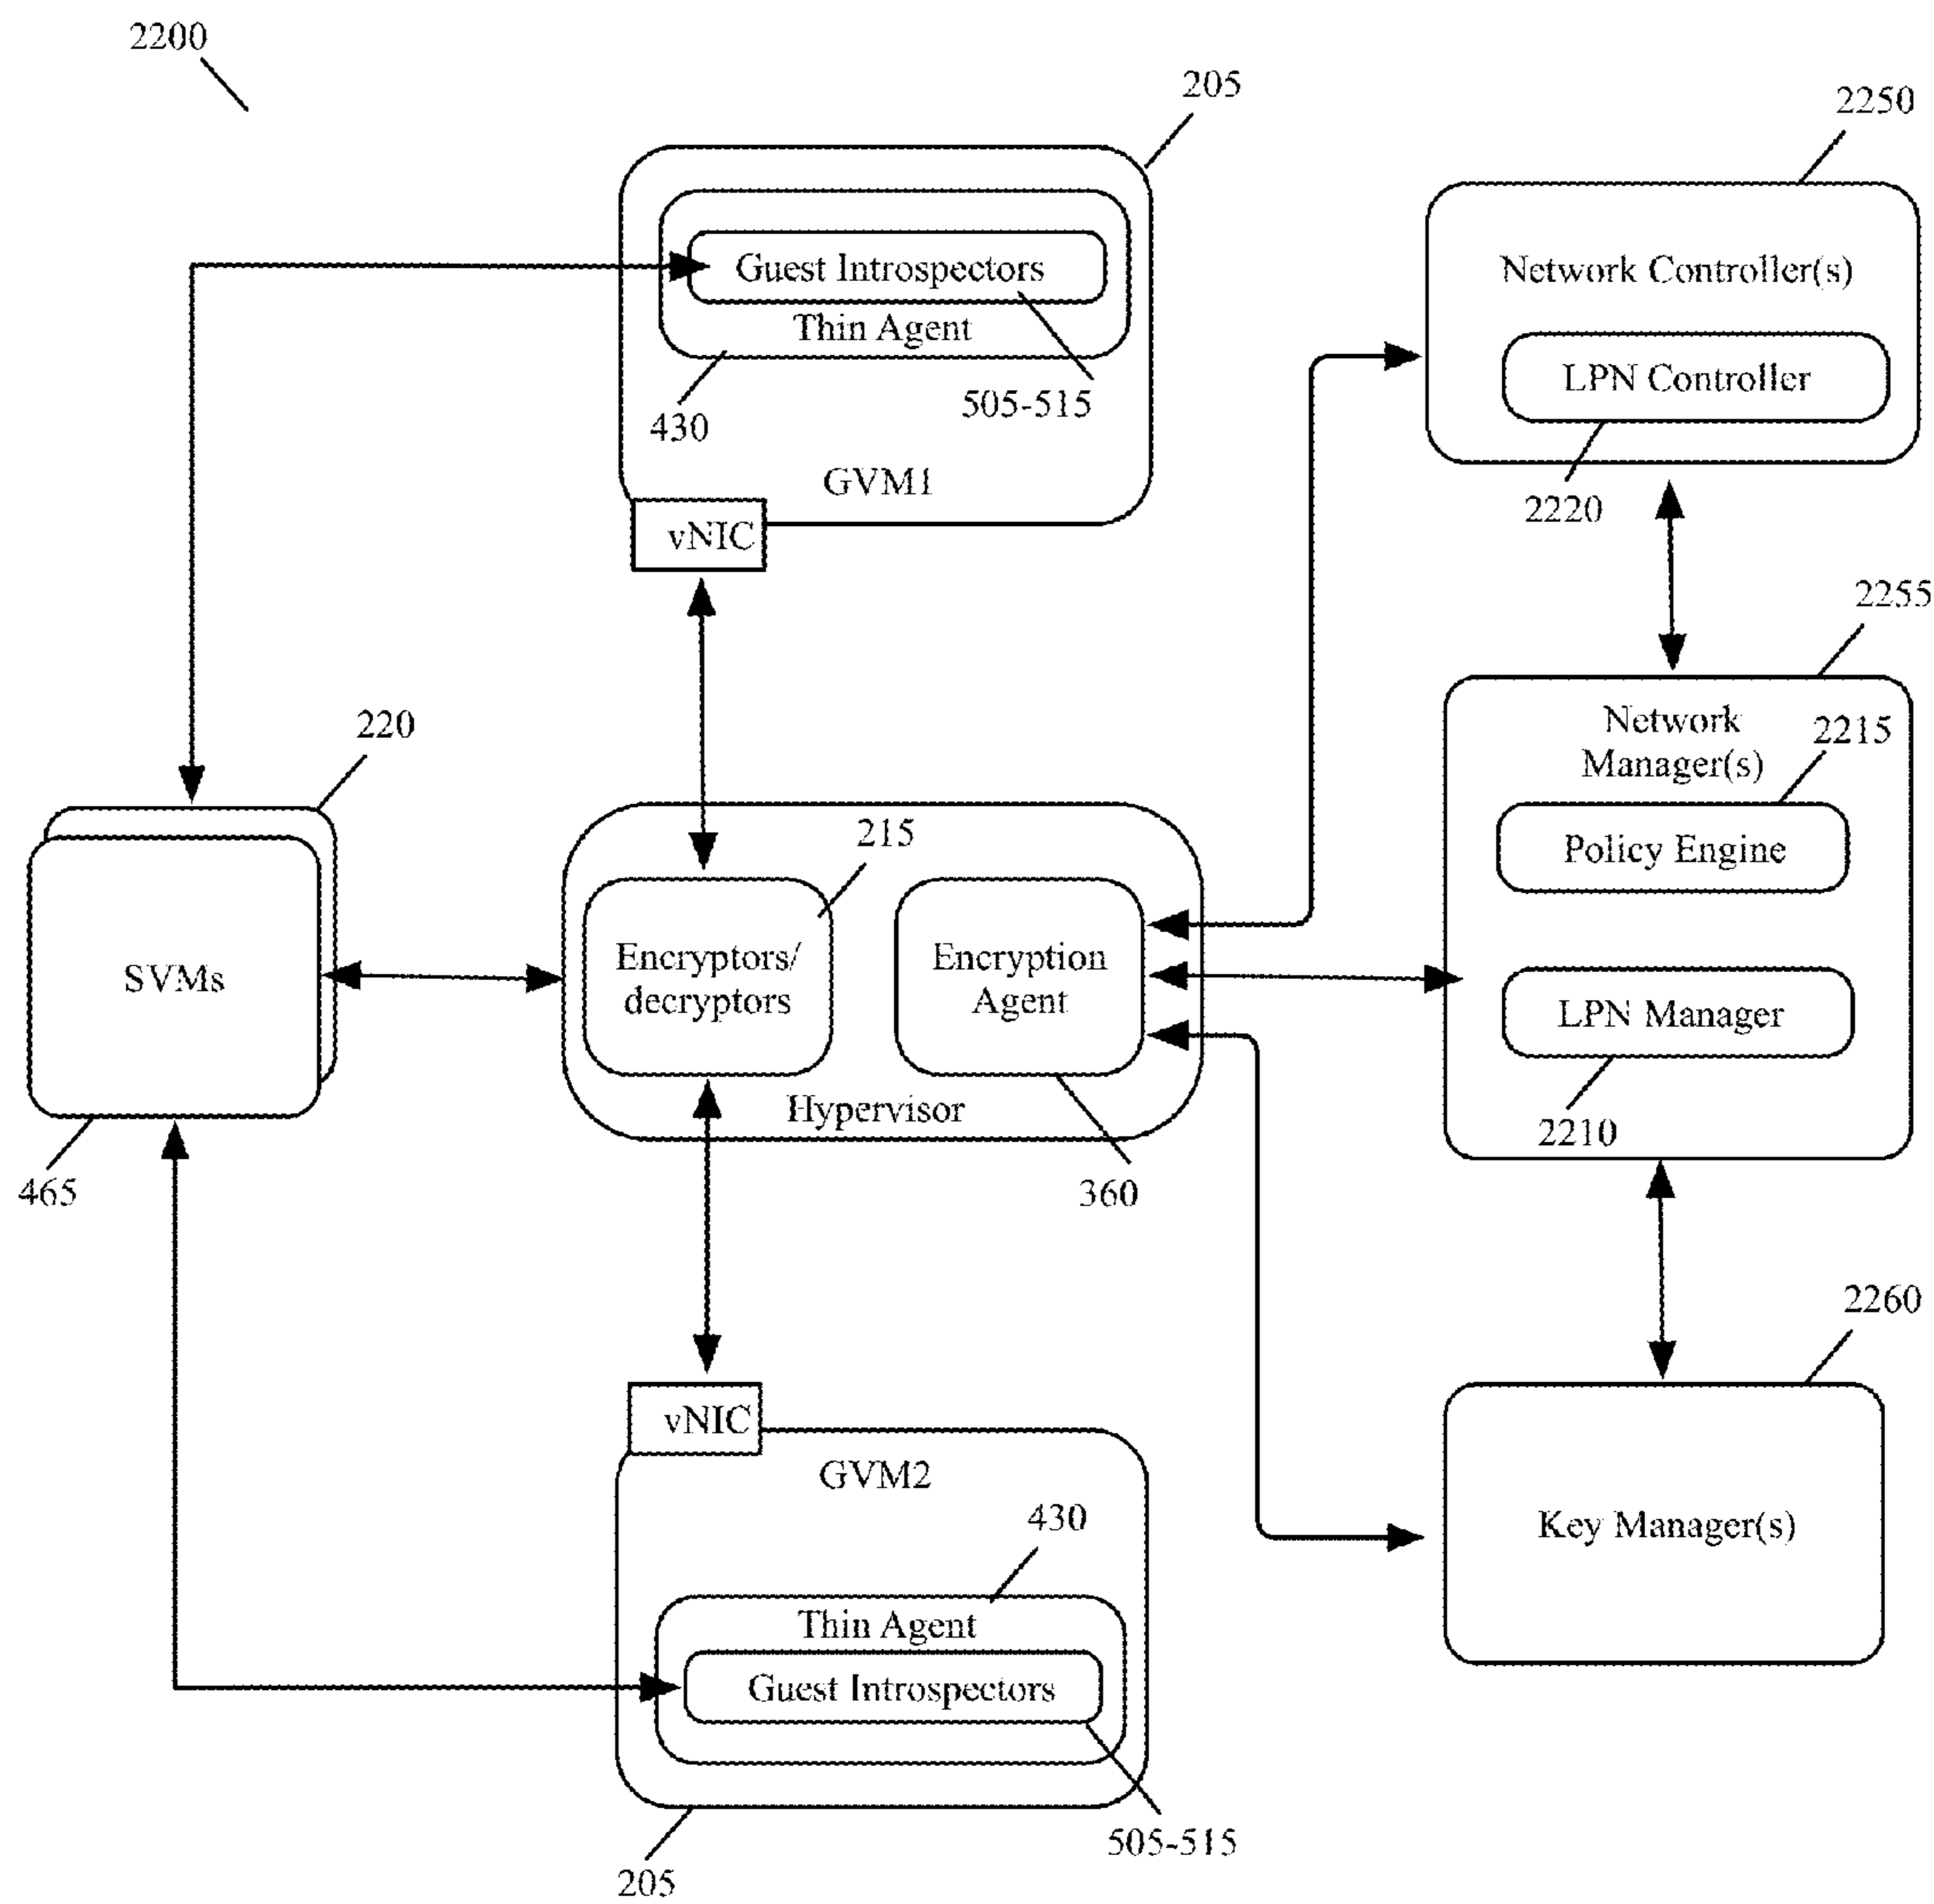 2200
205
2250
Guest Introspectors
Thin Agent
430
505-515
GVM1
vNIC
Network Controller(s)
LPN Controller
2220
2255
Network
Manager(s)
2215
Policy Engine
LPN Manager
2210
220
SVMs
465
215
Encryptors/
decryptors
Encryption
Agent
Hypervisor
360
2260
Key Manager(s)
vNIC
GVM2
430
Thin Agent
Guest Introspectors
505-515
205